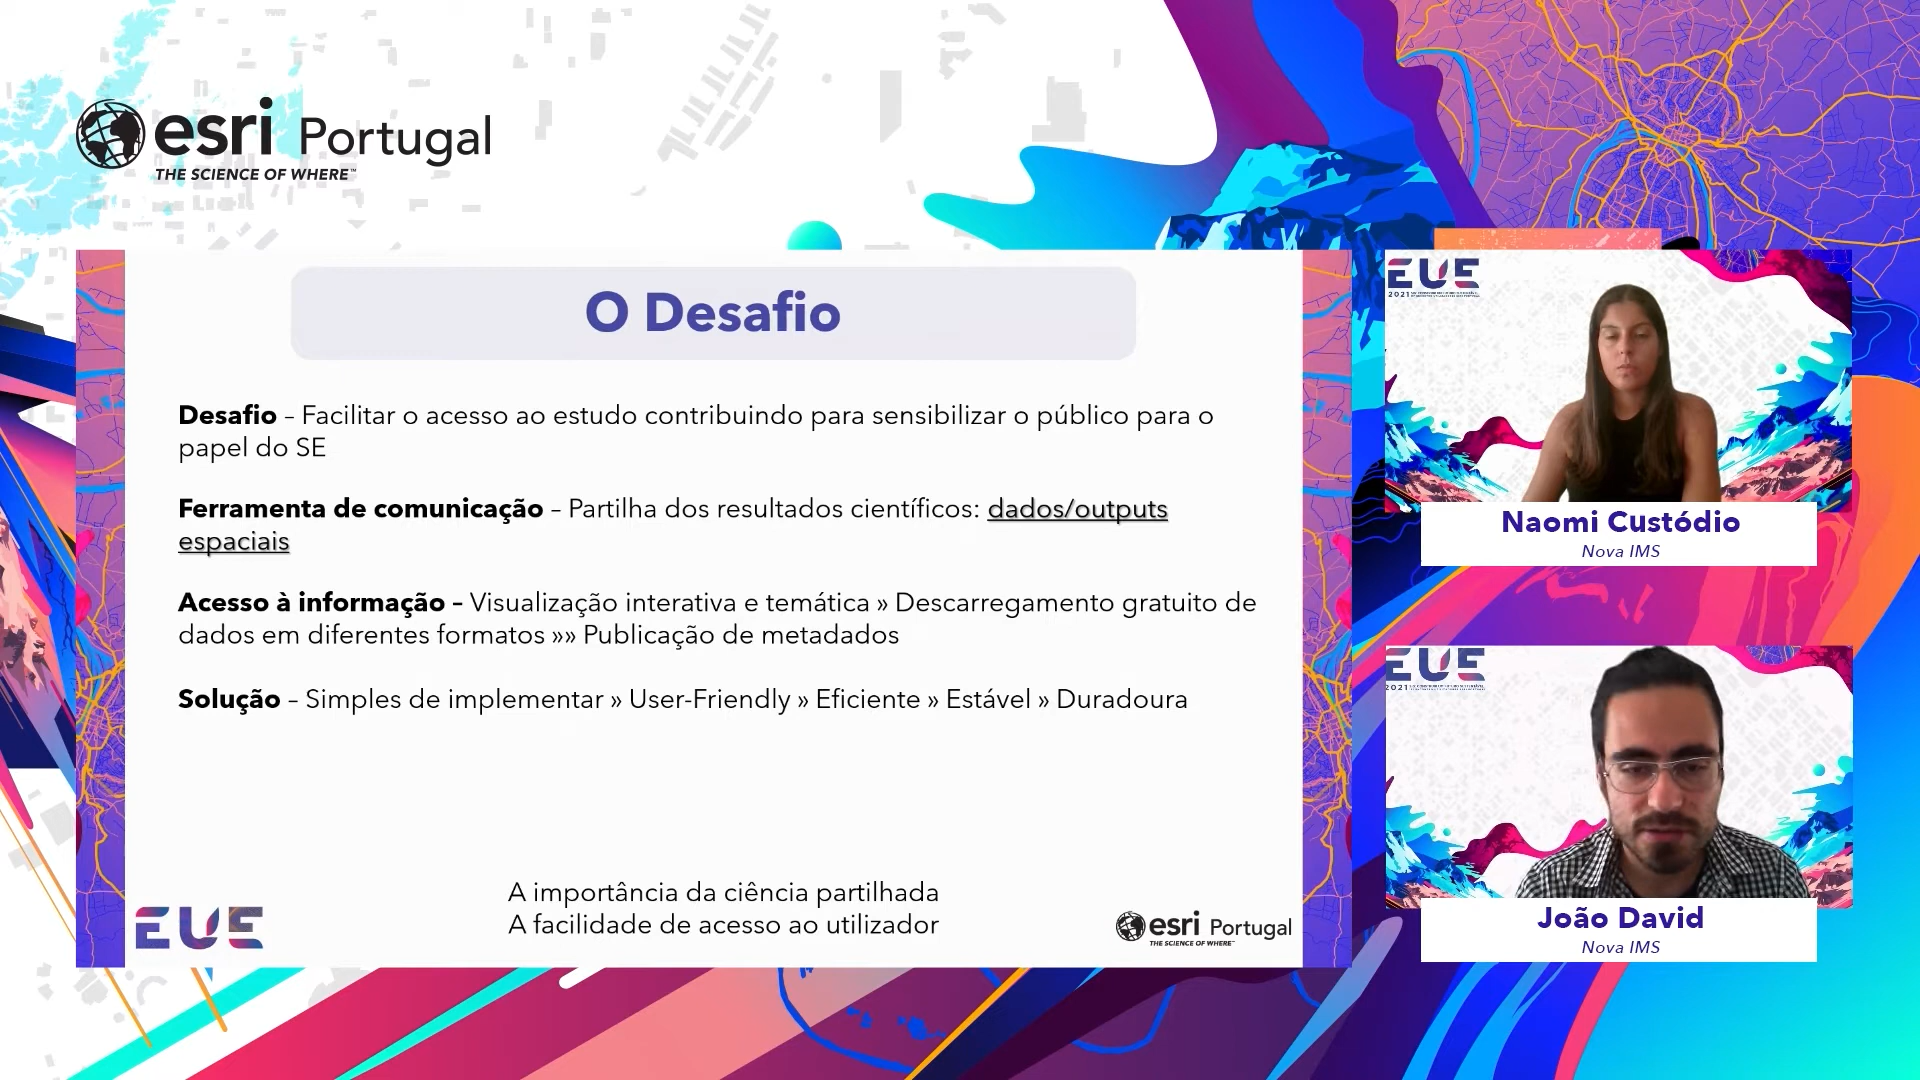 esri Portugal
THE SCIENCE OF WHERE™
O Desafio
Desafio – Facilitar o acesso ao estudo contribuindo para sensibilizar o público para o
papel do SE
Ferramenta de comunicação – Partilha dos resultados científicos: dados/outputs
espaciais
Acesso à informação – Visualização interativa e temática » Descarregamento gratuito de
dados em diferentes formatos »» Publicação de metadados
Solução – Simples de implementar » User-Friendly » Eficiente » Estável » Duradoura
A importância da ciência partilhada
A facilidade de acesso ao utilizador
EUE
esri Portugal
THE SCIENCE OF WHERE™
EUE
2021
Naomi Custódio
Nova IMS
EUE
2021
João David
Nova IMS